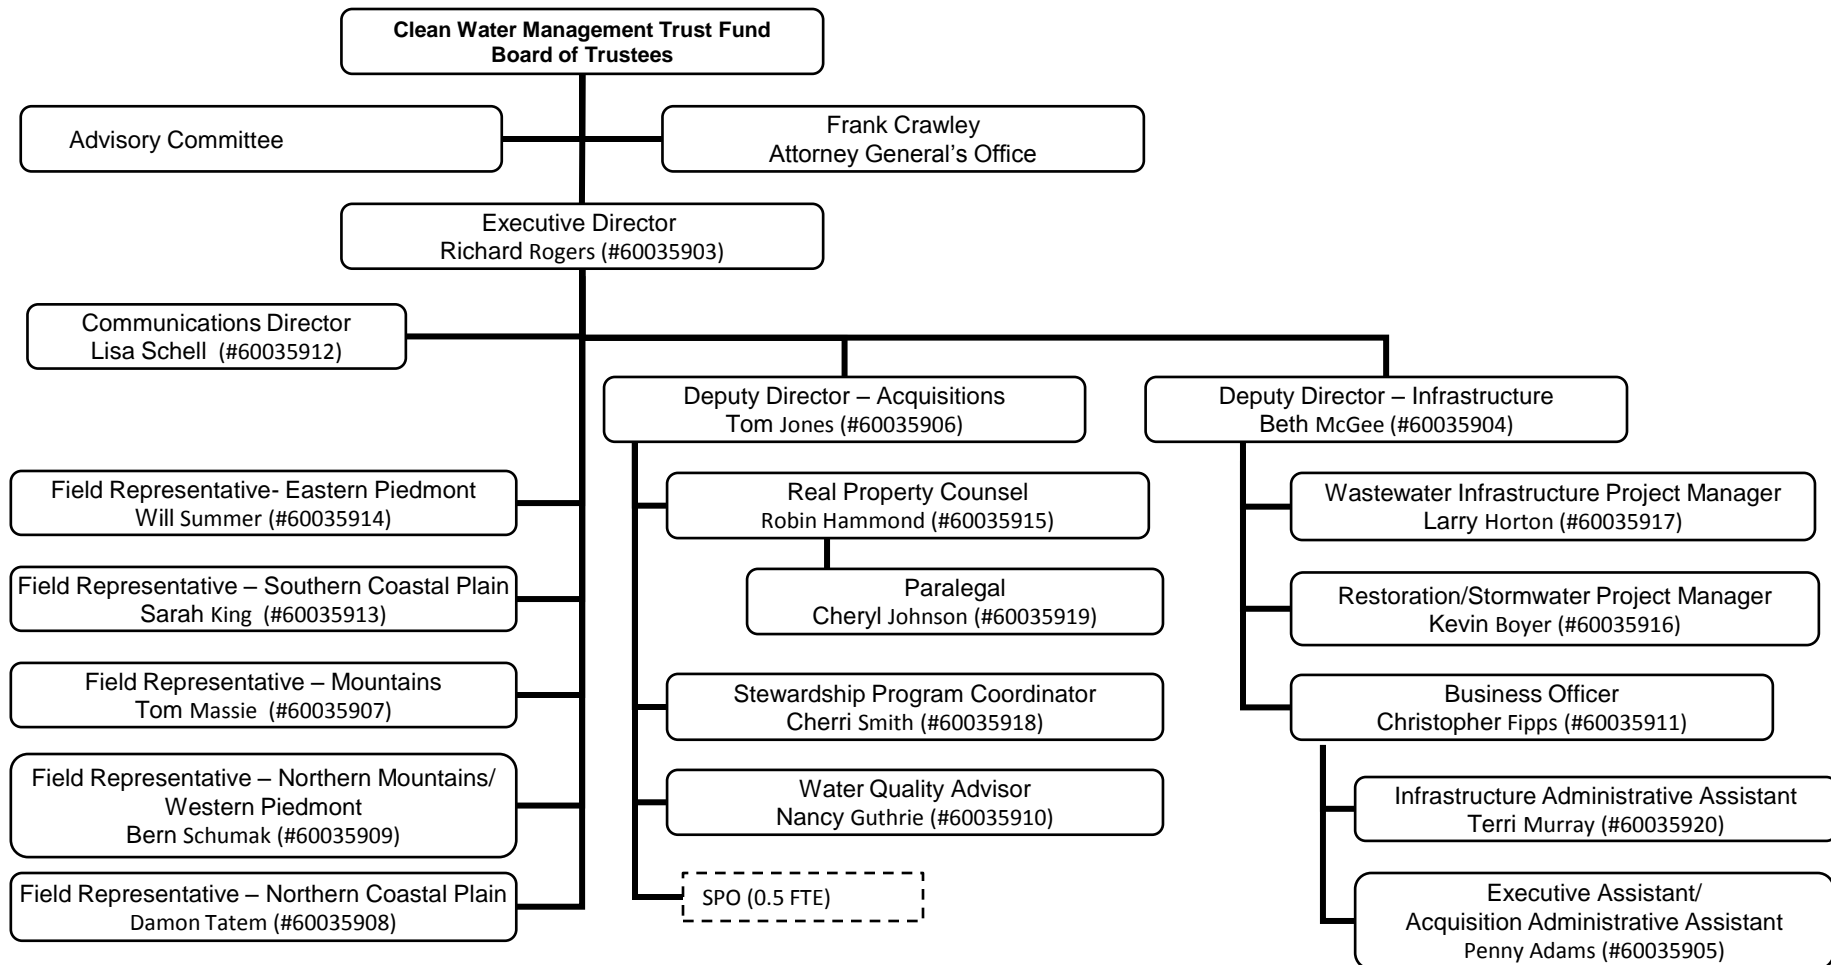 Clean Water Management Trust Fund
Board of Trustees
Advisory Committee
Frank Crawley
Attorney General’s Office
Executive Director
Richard Rogers (#60035903)
Communications Director
Lisa Schell (#60035912)
Deputy Director – Acquisitions
Tom Jones (#60035906)
Deputy Director – Infrastructure
Beth McGee (#60035904)
Field Representative- Eastern Piedmont
Will Summer (#60035914)
Field Representative – Southern Coastal Plain
Sarah King (#60035913)
Field Representative – Mountains
Tom Massie (#60035907)
Field Representative – Northern Mountains/
Western Piedmont
Bern Schumak (#60035909)
Field Representative – Northern Coastal Plain
Damon Tatem (#60035908)
Real Property Counsel
Robin Hammond (#60035915)
Paralegal
Cheryl Johnson (#60035919)
Stewardship Program Coordinator
Cherri Smith (#60035918)
Water Quality Advisor
Nancy Guthrie (#60035910)
SPO (0.5 FTE)
Wastewater Infrastructure Project Manager
Larry Horton (#60035917)
Restoration/Stormwater Project Manager
Kevin Boyer (#60035916)
Business Officer
Christopher Fipps (#60035911)
Infrastructure Administrative Assistant
Terri Murray (#60035920)
Executive Assistant/
Acquisition Administrative Assistant
Penny Adams (#60035905)